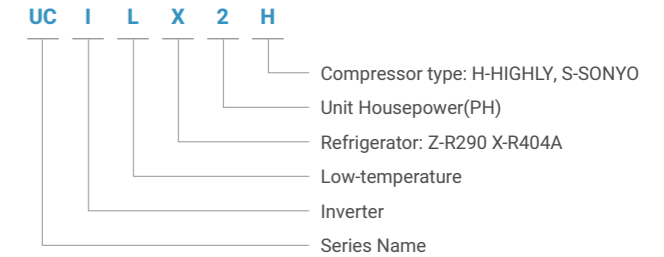 UC I L X 2 H
Compressor type: H-HIGHLY, S-SONYO
Unit Housepower(PH)
Refrigerator: Z-R290 X-R404A
Low-temperature
Inverter
Series Name